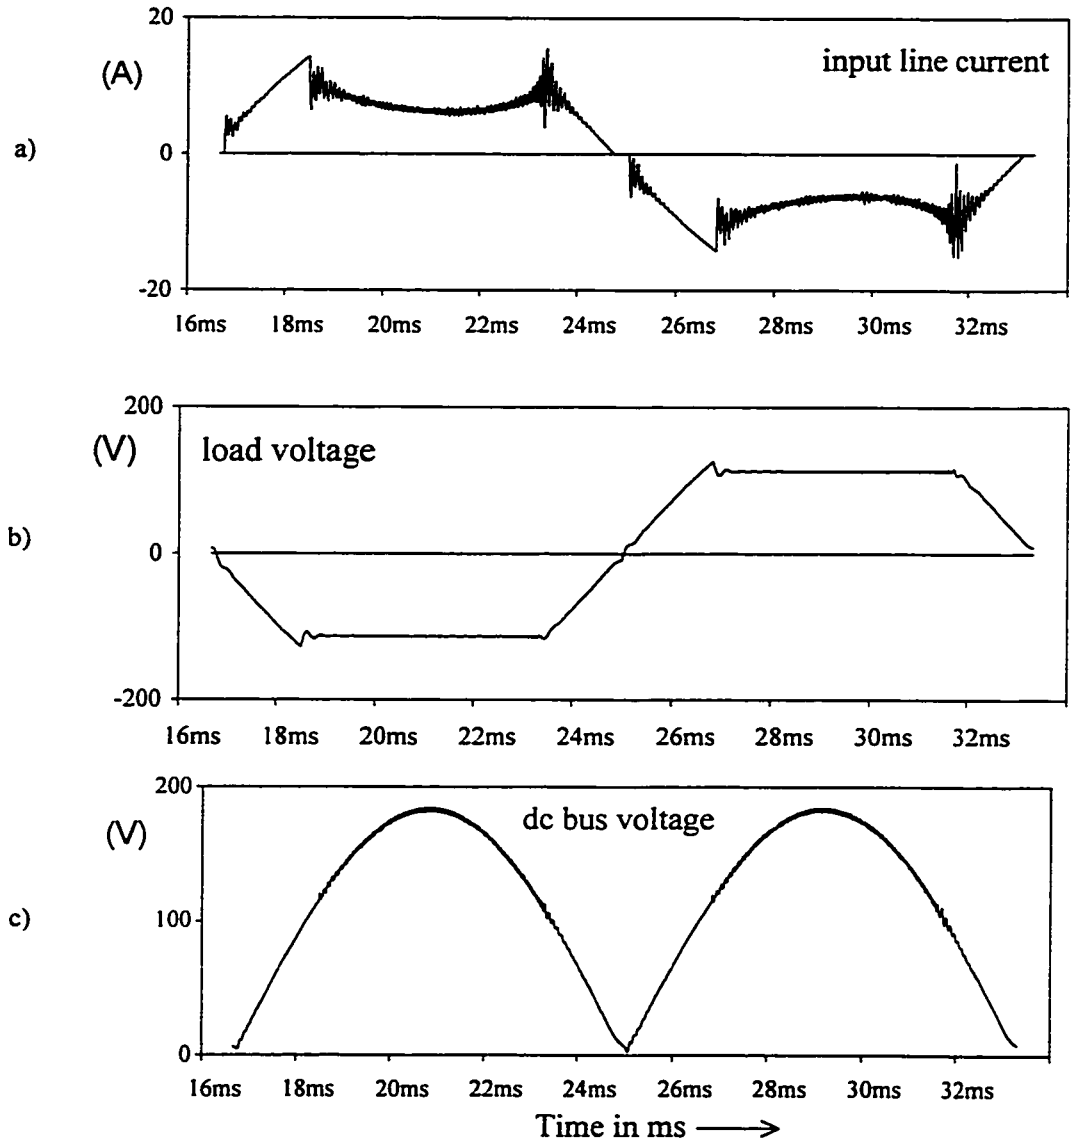 20
(A)
input line current
a)
0
-20
16ms 18ms 20ms 22ms 24ms 26ms 28ms 30ms 32ms
200
(V)
load voltage
b)
0
-200
16ms 18ms 20ms 22ms 24ms 26ms 28ms 30ms 32ms
200
(V)
dc bus voltage
c)
100
0
16ms 18ms 20ms 22ms 24ms 26ms 28ms 30ms 32ms
Time in ms